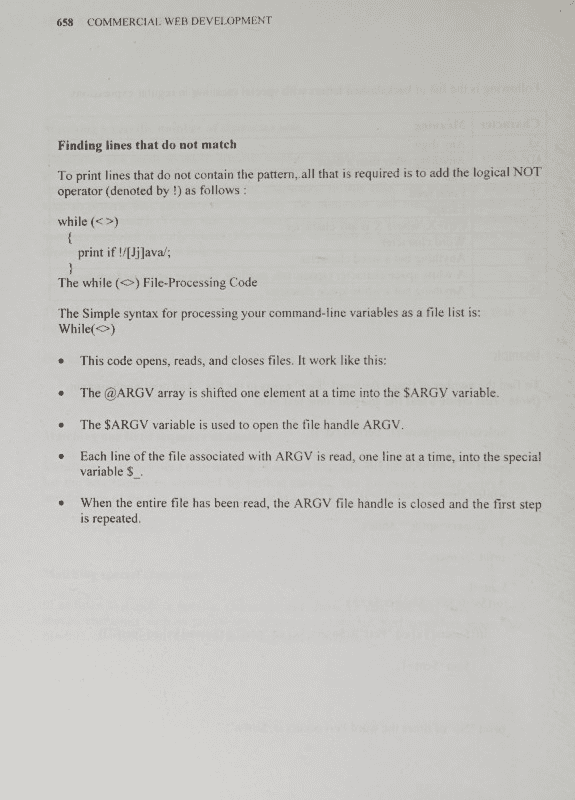 658 COMMERCIAL WEB DEVELOPMENT
Finding lines that do not match
To print lines that do not contain the pattern, all that is required is to add the logical NOT
operator (denoted by !) as follows :
while (< >)
{
print if !/[Jj]ava/;
}
The while (<>) File-Processing Code
The Simple syntax for processing your command-line variables as a file list is:
While(<>)
• This code opens, reads, and closes files. It work like this:
• The @ARGV array is shifted one element at a time into the $ARGV variable.
• The $ARGV variable is used to open the file handle ARGV.
• Each line of the file associated with ARGV is read, one line at a time, into the special
variable $_.
• When the entire file has been read, the ARGV file handle is closed and the first step
is repeated.